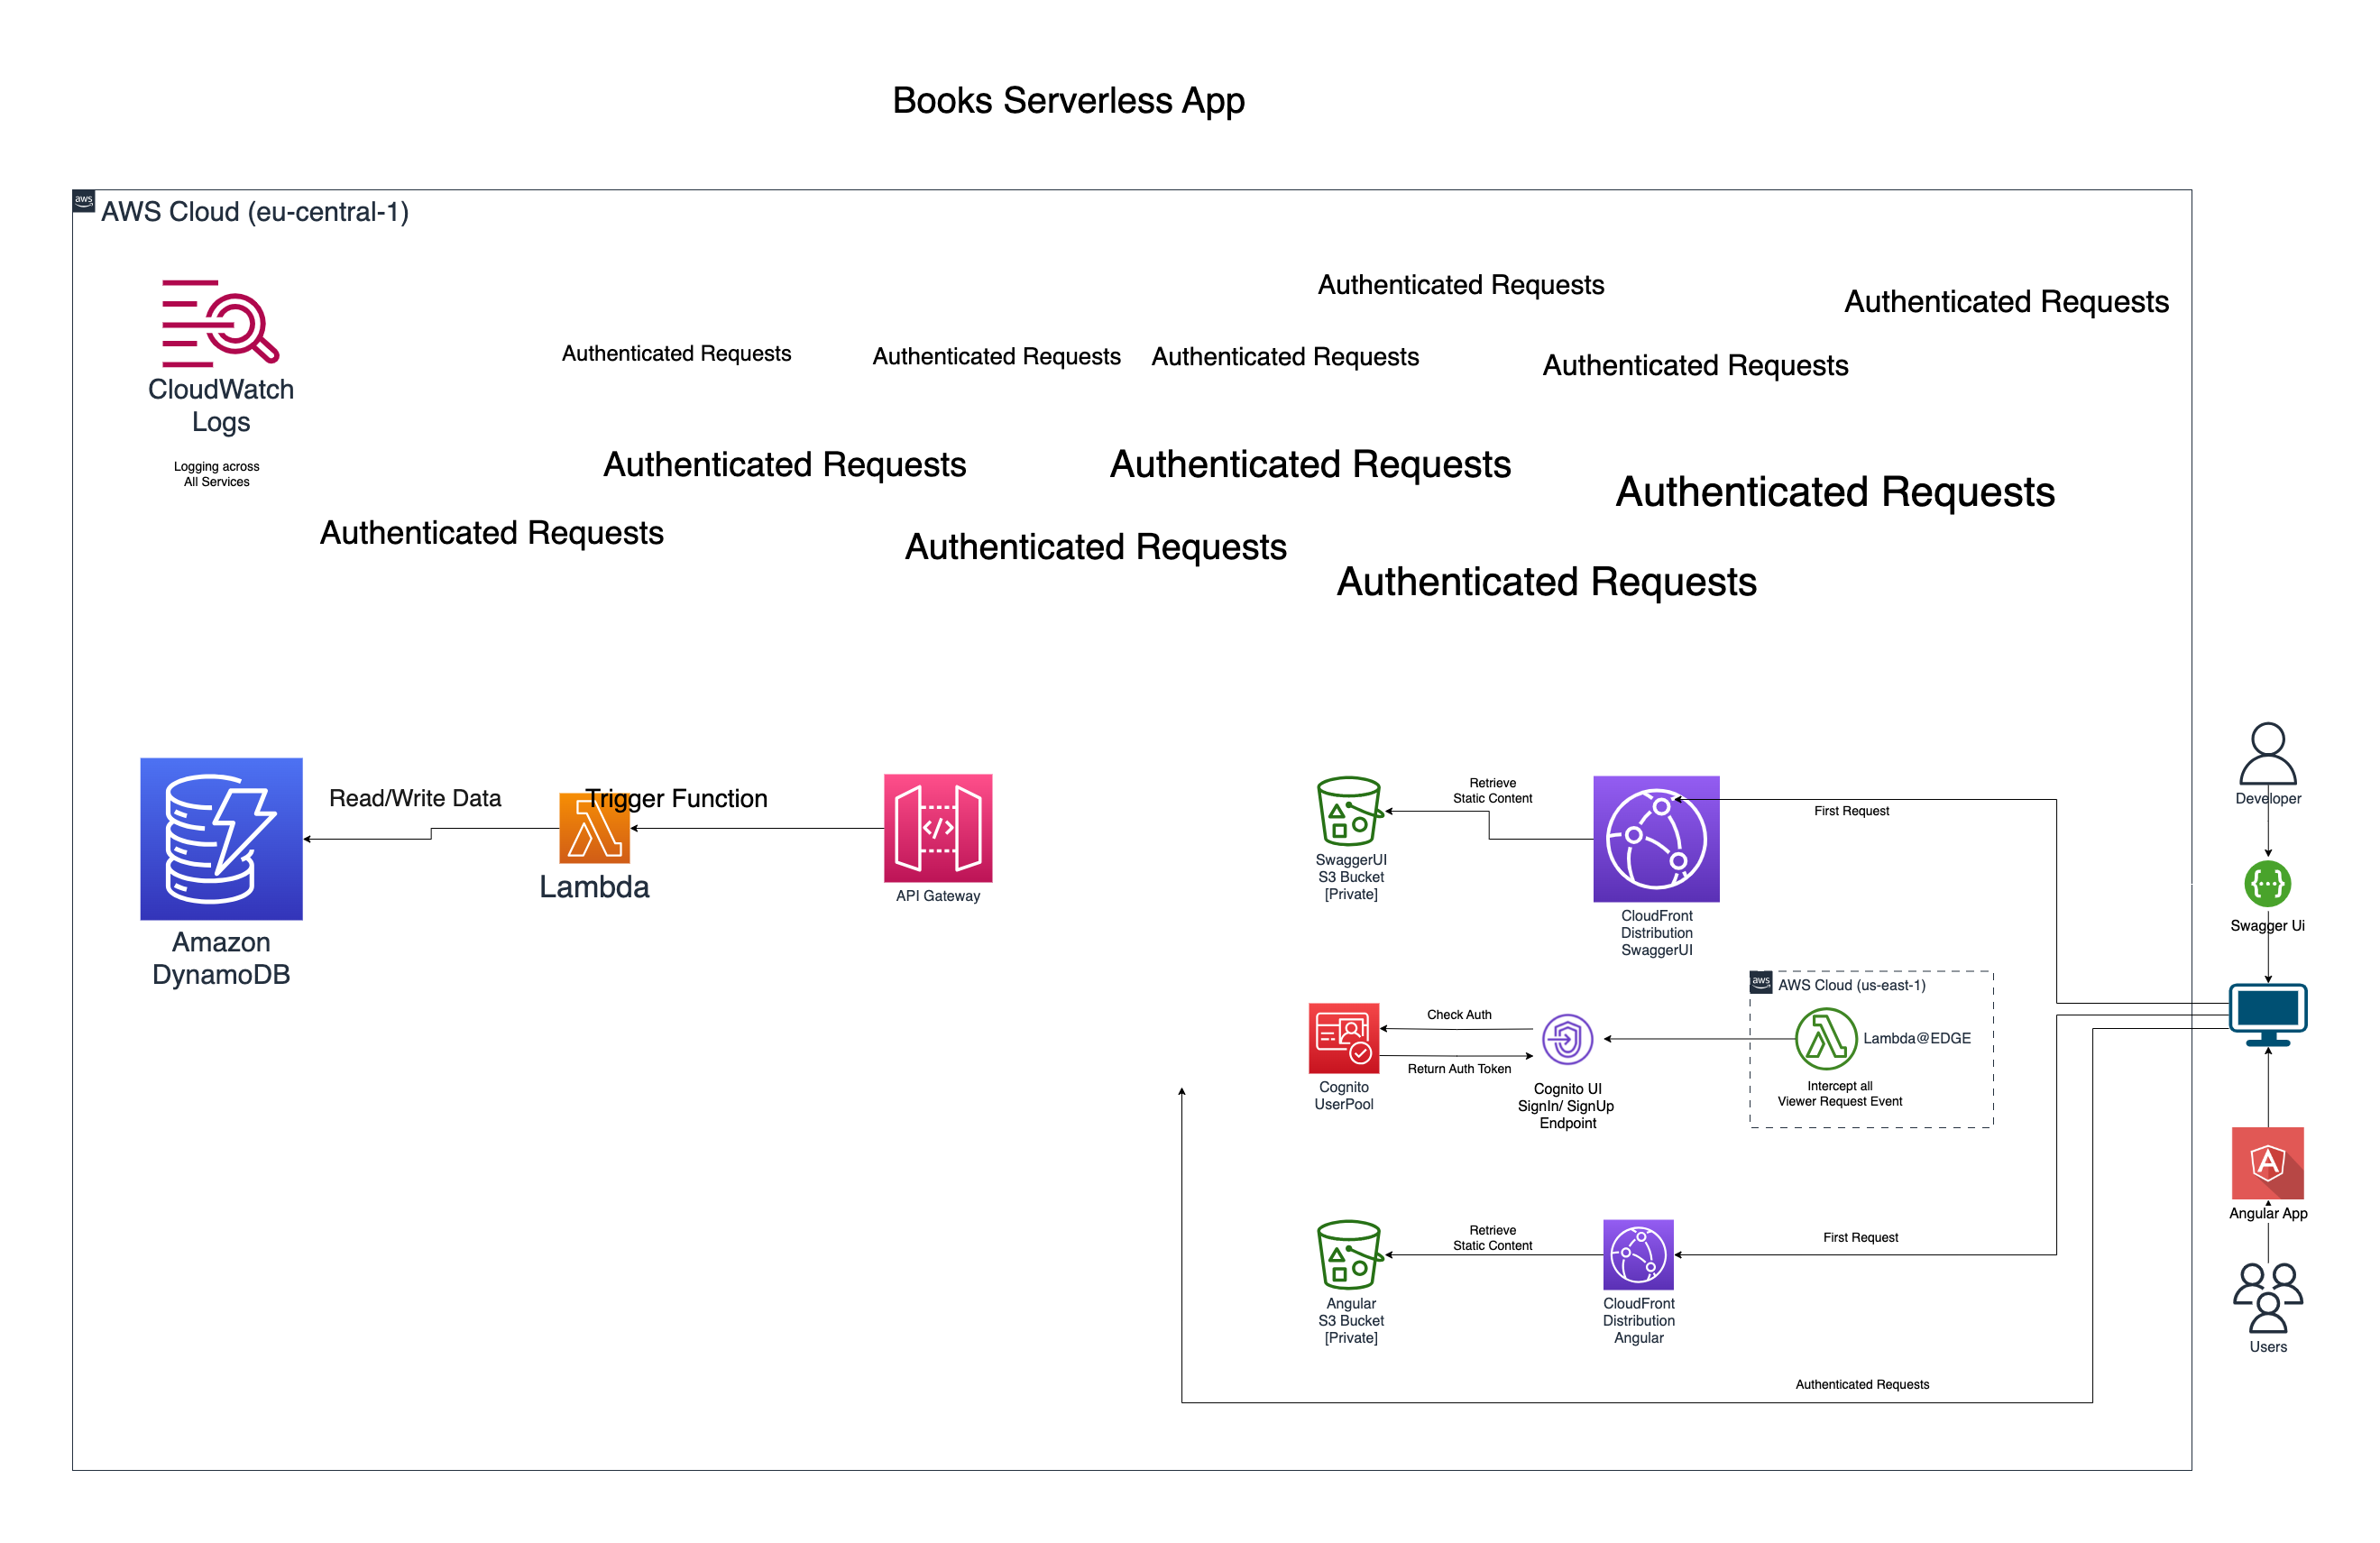 Books Serverless App
aws
AWS Cloud (eu-central-1)
Authenticated Requests
Authenticated Requests
Authenticated Requests
Authenticated Requests
Authenticated Requests
Authenticated Requests
CloudWatch
Logs
Logging across
All Services
Authenticated Requests
Authenticated Requests
Authenticated Requests
Authenticated Requests
Authenticated Requests
Authenticated Requests
Read/Write Data
Trigger Function
Lambda
API Gateway
Amazon
DynamoDB
Retrieve
Static Content
SwaggerUI
S3 Bucket
[Private]
First Request
CloudFront
Distribution
SwaggerUI
Developer
Swagger Ui
aws
AWS Cloud (us-east-1)
Lambda@EDGE
Intercept all
Viewer Request Event
Check Auth
Return Auth Token
Cognito
UserPool
Cognito UI
SignIn/ SignUp
Endpoint
Angular App
Retrieve
Static Content
First Request
Angular
S3 Bucket
[Private]
CloudFront
Distribution
Angular
Users
Authenticated Requests